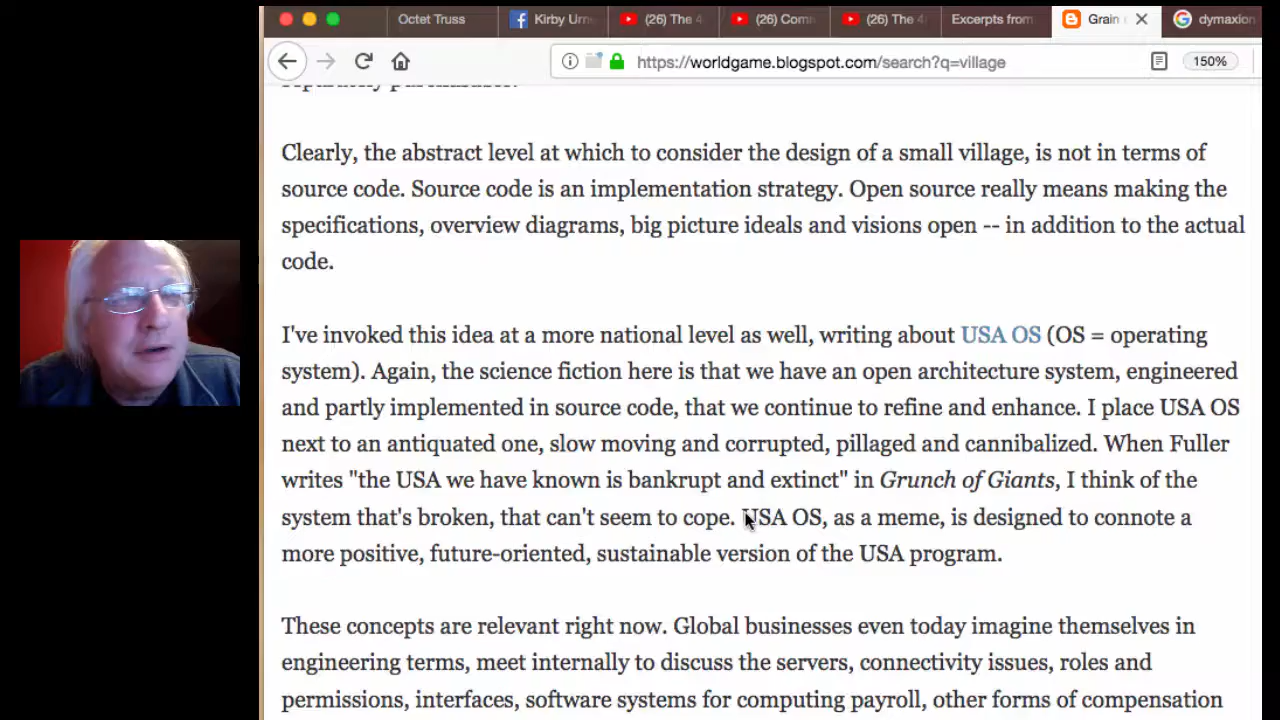 Octet Truss
Kirby Urn
(26) The 4
(26) Com
(26) The 4
Excerpts from
Grain
dymaxion
https://worldgame.blogspot.com/search?q=village
150%
Clearly, the abstract level at which to consider the design of a small village, is not in terms of
source code. Source code is an implementation strategy. Open source really means making the
specifications, overview diagrams, big picture ideals and visions open -- in addition to the actual
code.
I've invoked this idea at a more national level as well, writing about USA OS (OS = operating
system). Again, the science fiction here is that we have an open architecture system, engineered
and partly implemented in source code, that we continue to refine and enhance. I place USA OS
next to an antiquated one, slow moving and corrupted, pillaged and cannibalized. When Fuller
writes "the USA we have known is bankrupt and extinct" in Grunch of Giants, I think of the
system that's broken, that can't seem to cope. USA OS, as a meme, is designed to connote a
more positive, future-oriented, sustainable version of the USA program.
These concepts are relevant right now. Global businesses even today imagine themselves in
engineering terms, meet internally to discuss the servers, connectivity issues, roles and
permissions, interfaces, software systems for computing payroll, other forms of compensation